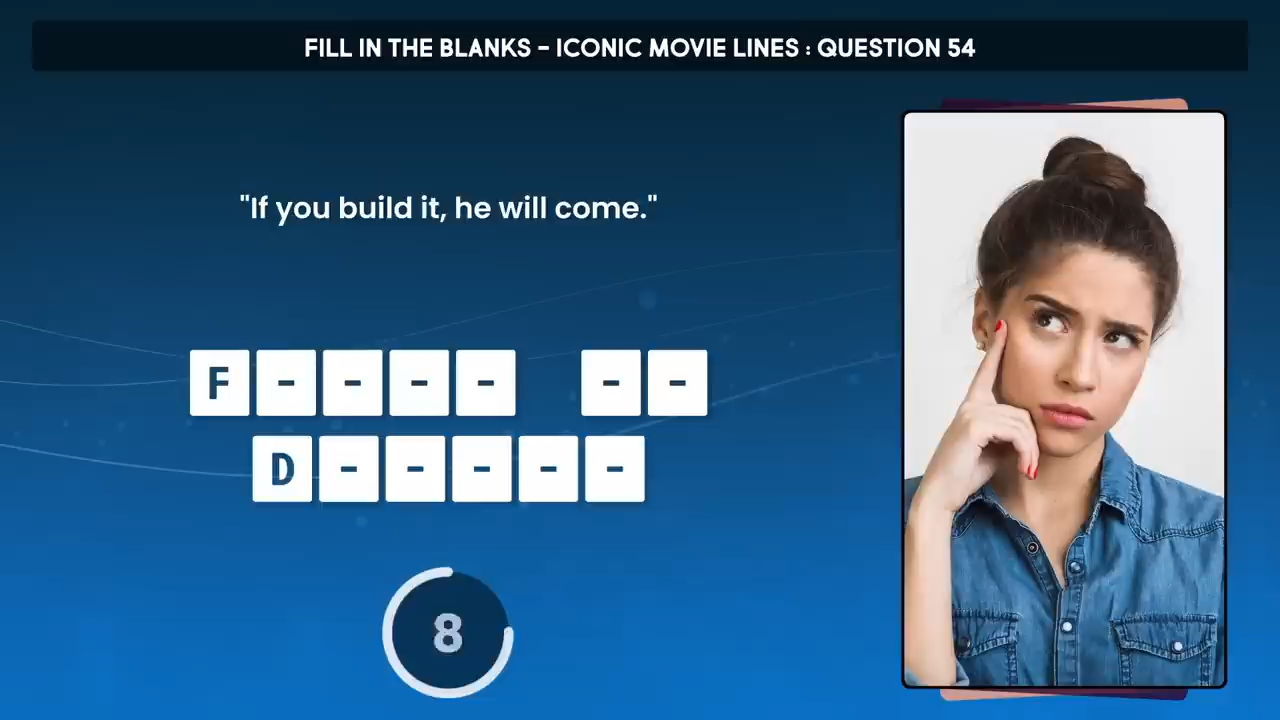 FILL IN THE BLANKS - ICONIC MOVIE LINES : QUESTION 54
"If you build it, he will come."
F - - - - - -
D - - - - -
8